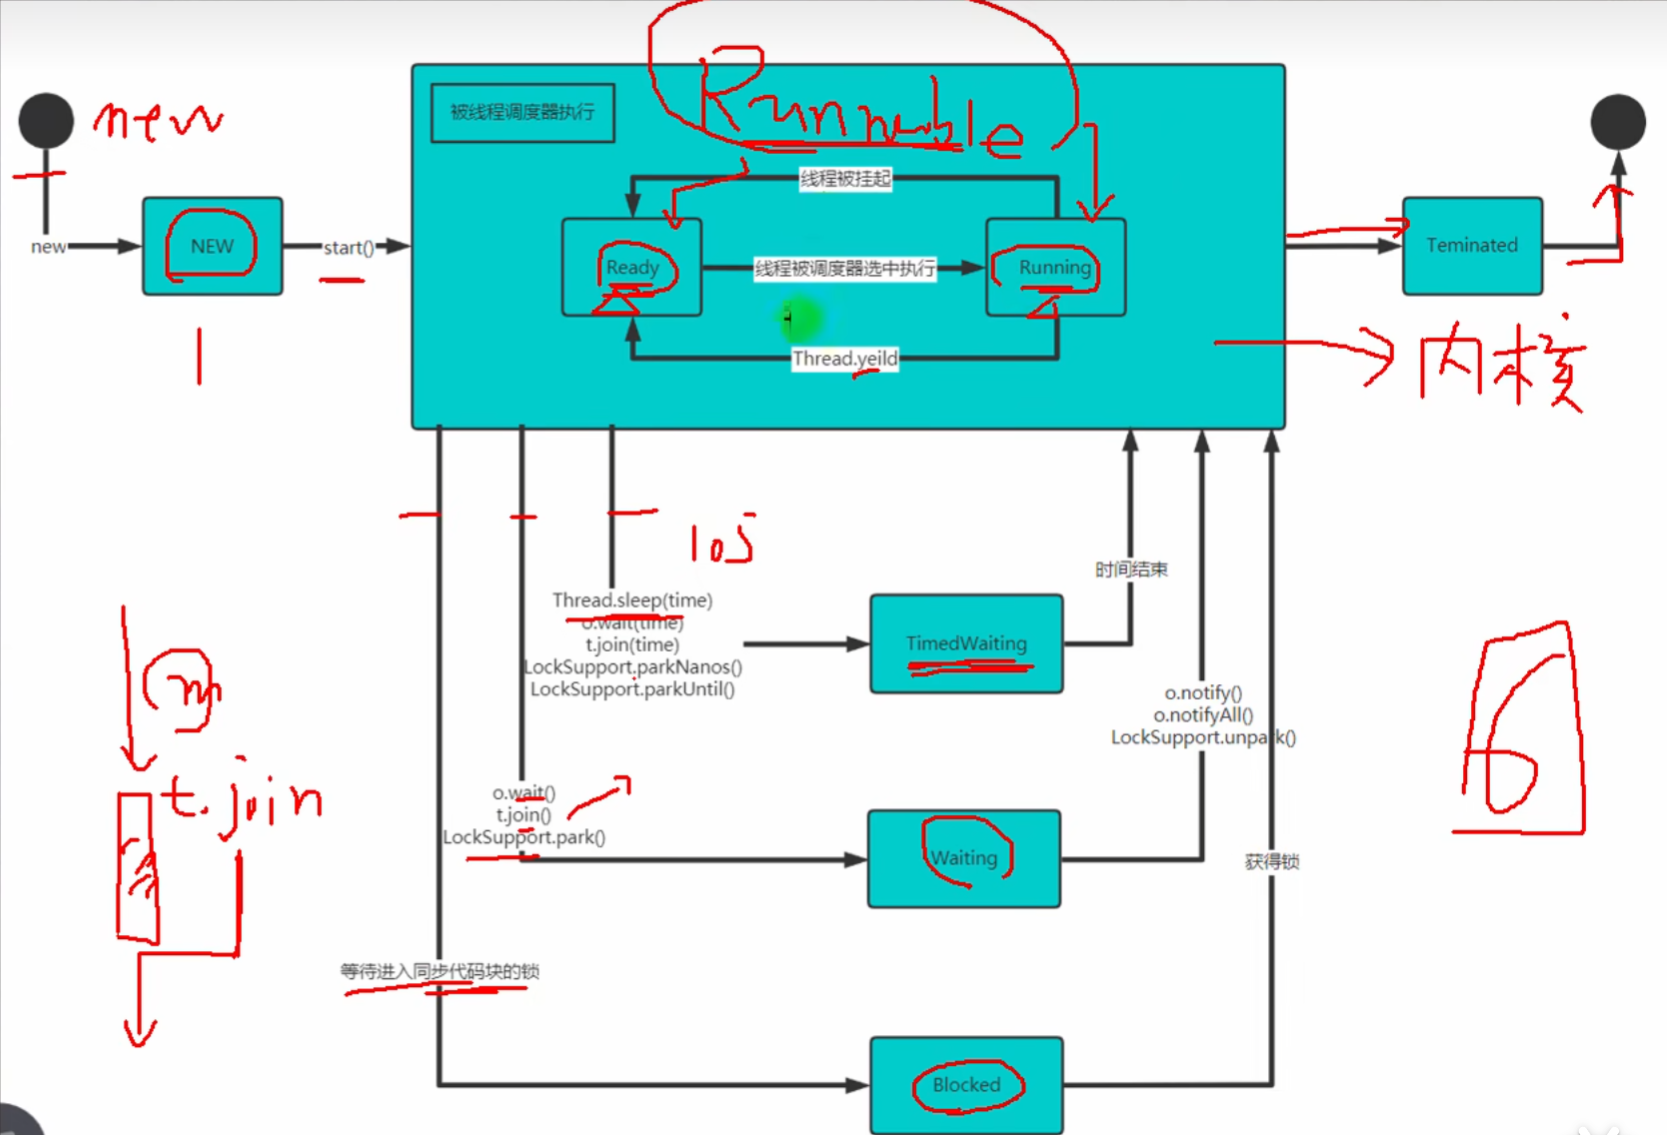 Runnable
new
被线程调度器执行
线程被挂起
new
NEW
start()
Ready
线程被调度器选中执行
Running
Teminated
Thread.yeild
1
内核
10s
时间结束
Thread.sleep(time)
o.wait(time)
t.join(time)
LockSupport.parkNanos()
LockSupport.parkUntil()
TimedWaiting
m
o.notify()
o.notifyAll()
LockSupport.unpark()
6
t.join
o.wait()
t.join()
LockSupport.park()
Waiting
获得锁
等待进入同步代码块的锁
Blocked